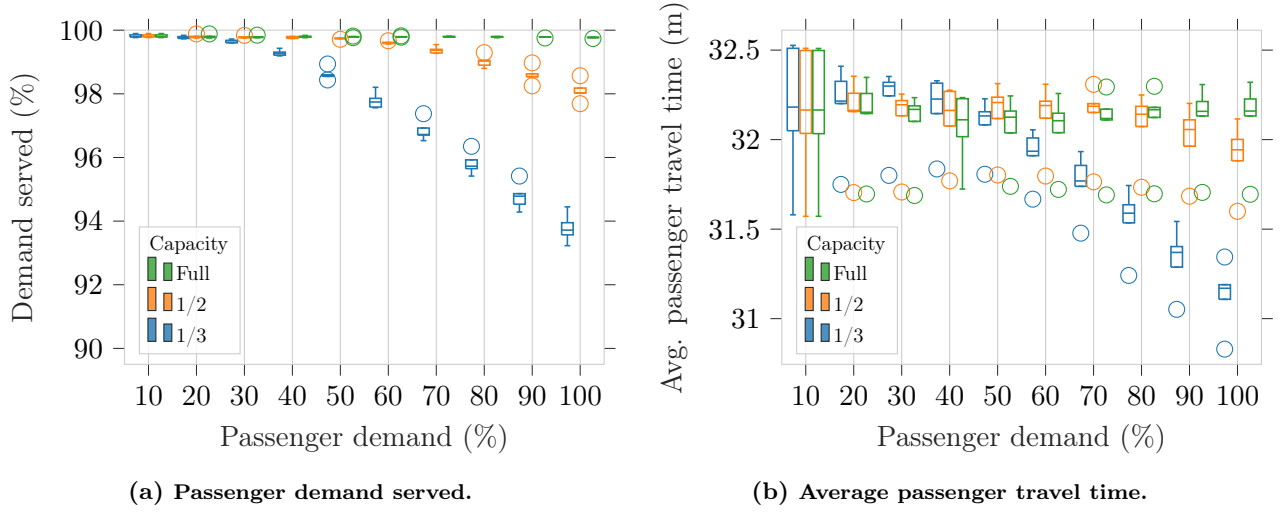 Demand served (%)
100
98
96
94
92
90
Capacity
Full
1/2
1/3
10 20 30 40 50 60 70 80 90 100
Passenger demand (%)
(a) Passenger demand served.
Avg. passenger travel time (m)
32.5
32
31.5
31
Capacity
Full
1/2
1/3
10 20 30 40 50 60 70 80 90 100
Passenger demand (%)
(b) Average passenger travel time.